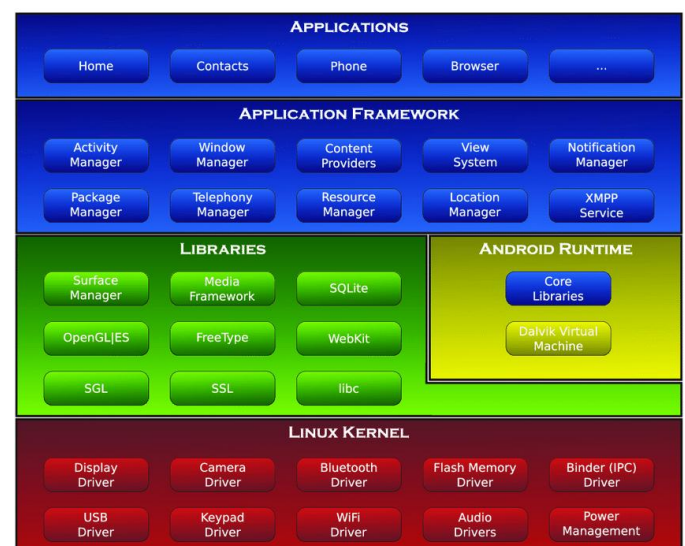 APPLICATIONS
Home Contacts Phone Browser ...
APPLICATION FRAMEWORK
Activity Window Content View Notification
Manager Manager Providers System Manager
Package Telephony Resource Location XMPP
Manager Manager Manager Manager Service
LIBRARIES
Surface Media SQLite
Manager Framework
OpenGL|ES FreeType WebKit
SGL SSL libc
ANDROID RUNTIME
Core
Libraries
Dalvik Virtual
Machine
LINUX KERNEL
Display Camera Bluetooth Flash Memory Binder (IPC)
Driver Driver Driver Driver Driver
USB Keypad WiFi Audio Power
Driver Driver Driver Drivers Management